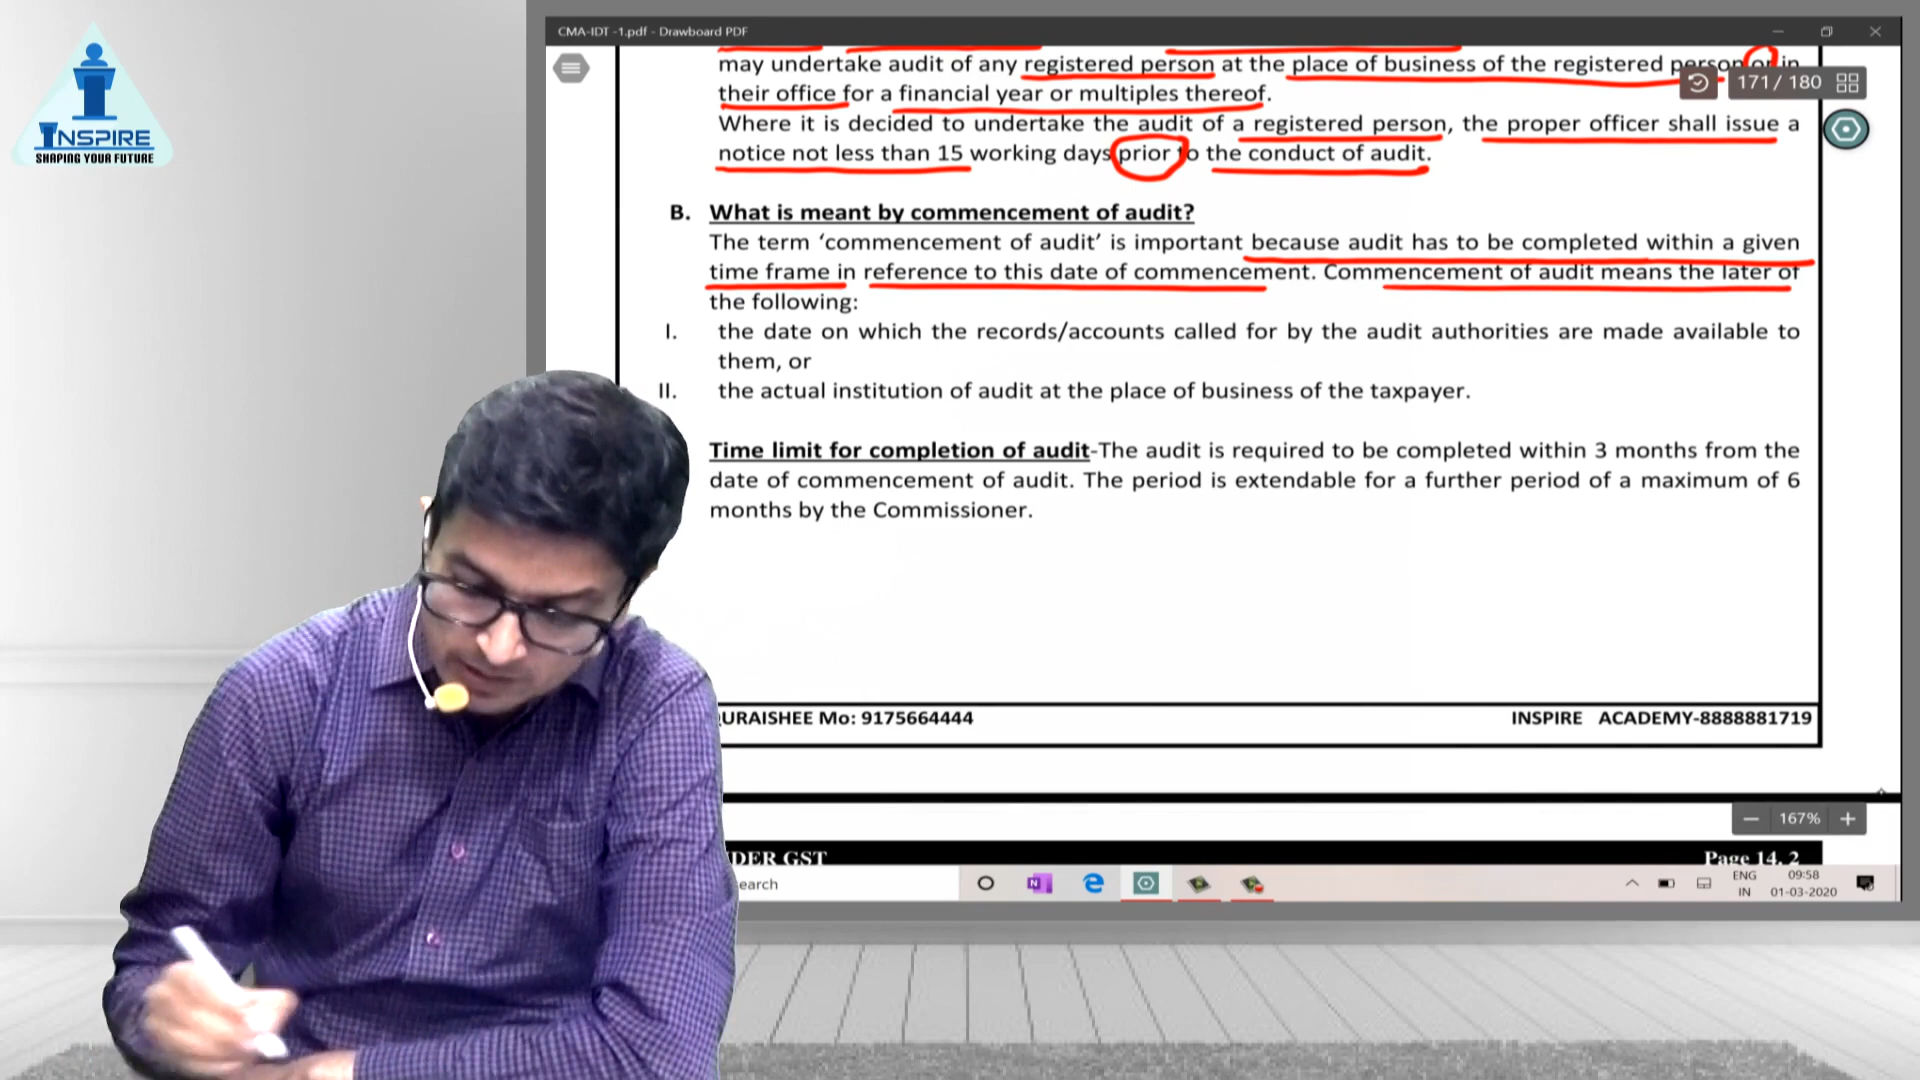 INSPIRE
SHAPING YOUR FUTURE
CMA-IDT -1.pdf - Drawboard PDF
may undertake audit of any registered person at the place of business of the registered person or in
171 / 180
their office for a financial year or multiples thereof.
Where it is decided to undertake the audit of a registered person, the proper officer shall issue a
notice not less than 15 working days prior to the conduct of audit.
B. What is meant by commencement of audit?
The term ‘commencement of audit’ is important because audit has to be completed within a given
time frame in reference to this date of commencement. Commencement of audit means the later of
the following:
I. the date on which the records/accounts called for by the audit authorities are made available to
them, or
II. the actual institution of audit at the place of business of the taxpayer.
Time limit for completion of audit-The audit is required to be completed within 3 months from the
date of commencement of audit. The period is extendable for a further period of a maximum of 6
months by the Commissioner.
URAISHEE Mo: 9175664444 INSPIRE ACADEMY-8888881719
167%
DER GST Page 14. 2
earch
ENG 09:58
IN 01-03-2020